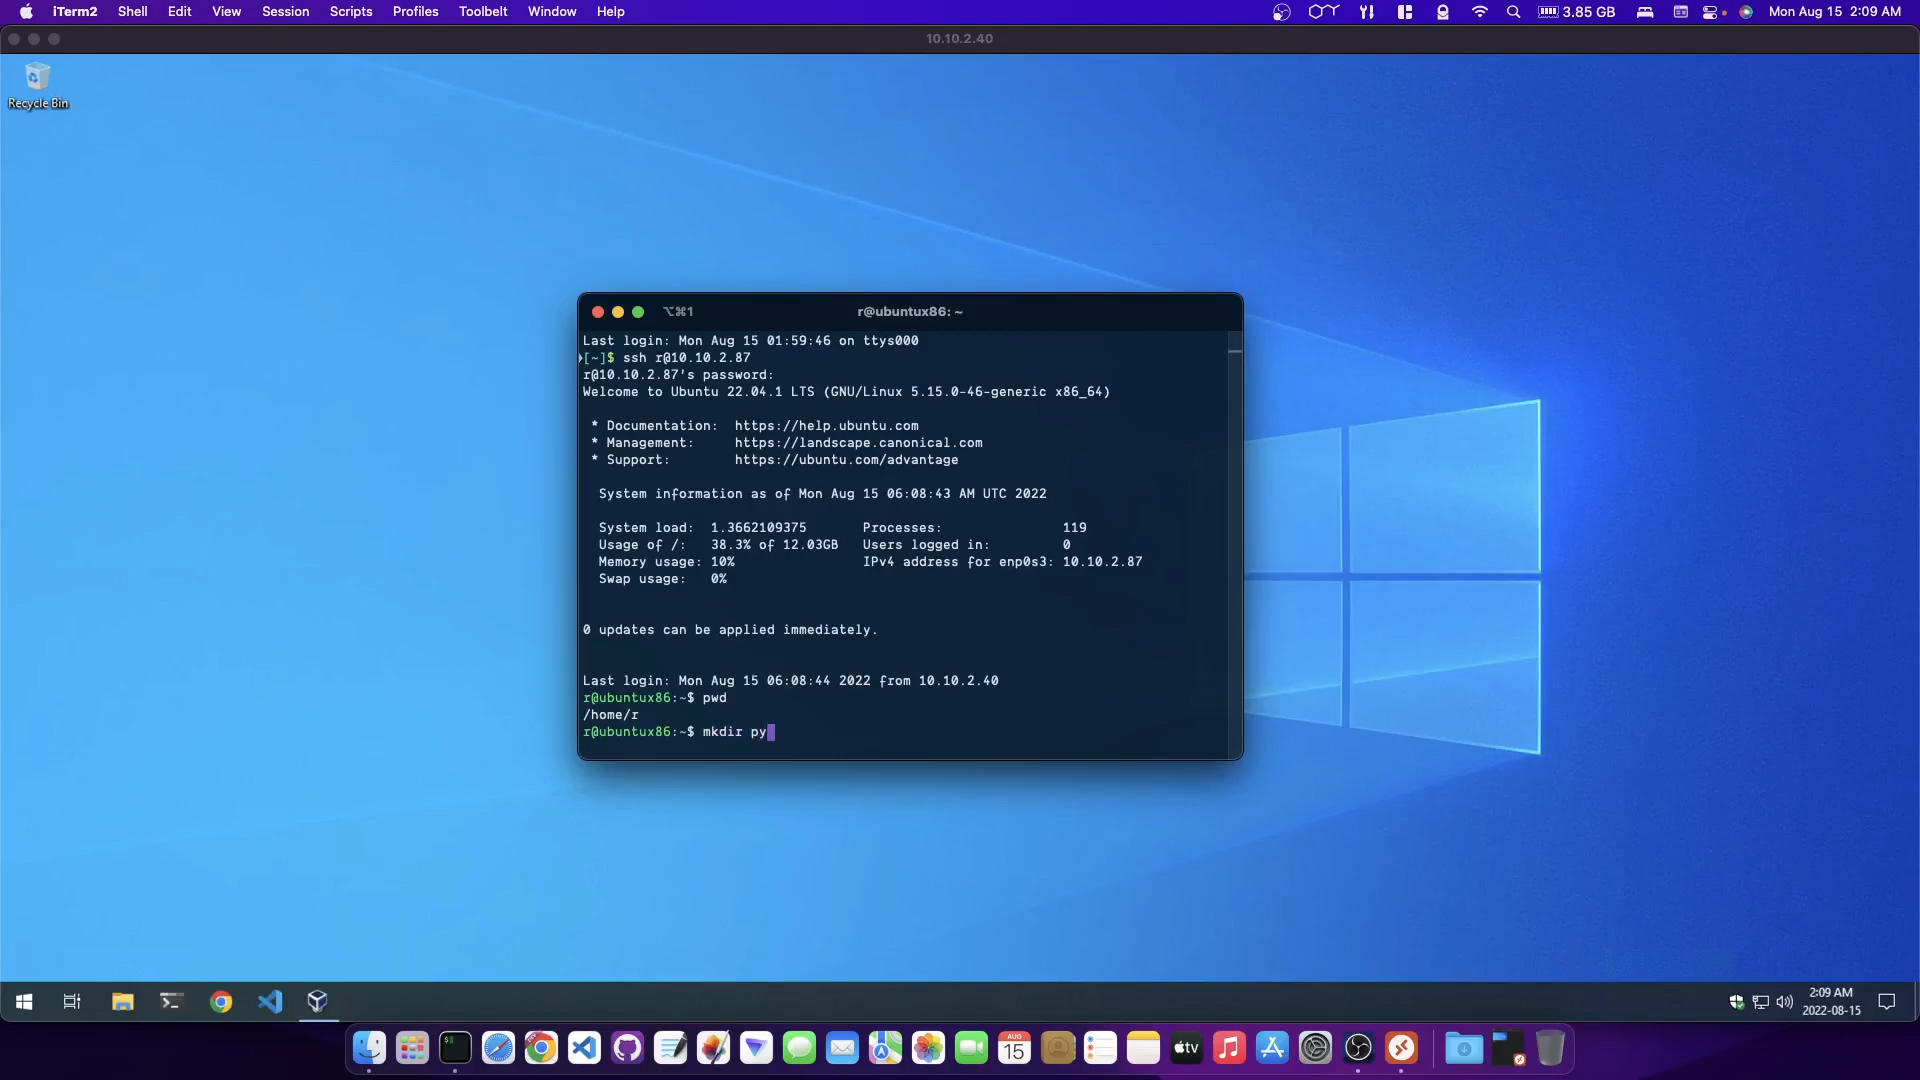 iTerm2 Shell Edit View Session Scripts Profiles Toolbelt Window Help 3.85 GB Mon Aug 15 2:09 AM
10.10.2.40
Recycle Bin
⌥⌘1 r@ubuntux86: ~
Last login: Mon Aug 15 01:59:46 on ttys000
[~]$ ssh r@10.10.2.87
r@10.10.2.87's password:
Welcome to Ubuntu 22.04.1 LTS (GNU/Linux 5.15.0-46-generic x86_64)
* Documentation: https://help.ubuntu.com
* Management: https://landscape.canonical.com
* Support: https://ubuntu.com/advantage
System information as of Mon Aug 15 06:08:43 AM UTC 2022
System load: 1.3662109375 Processes: 119
Usage of /: 38.3% of 12.03GB Users logged in: 0
Memory usage: 10% IPv4 address for enp0s3: 10.10.2.87
Swap usage: 0%
0 updates can be applied immediately.
Last login: Mon Aug 15 06:08:44 2022 from 10.10.2.40
r@ubuntux86:~$ pwd
/home/r
r@ubuntux86:~$ mkdir py
2:09 AM
2022-08-15
AUG
15
tv